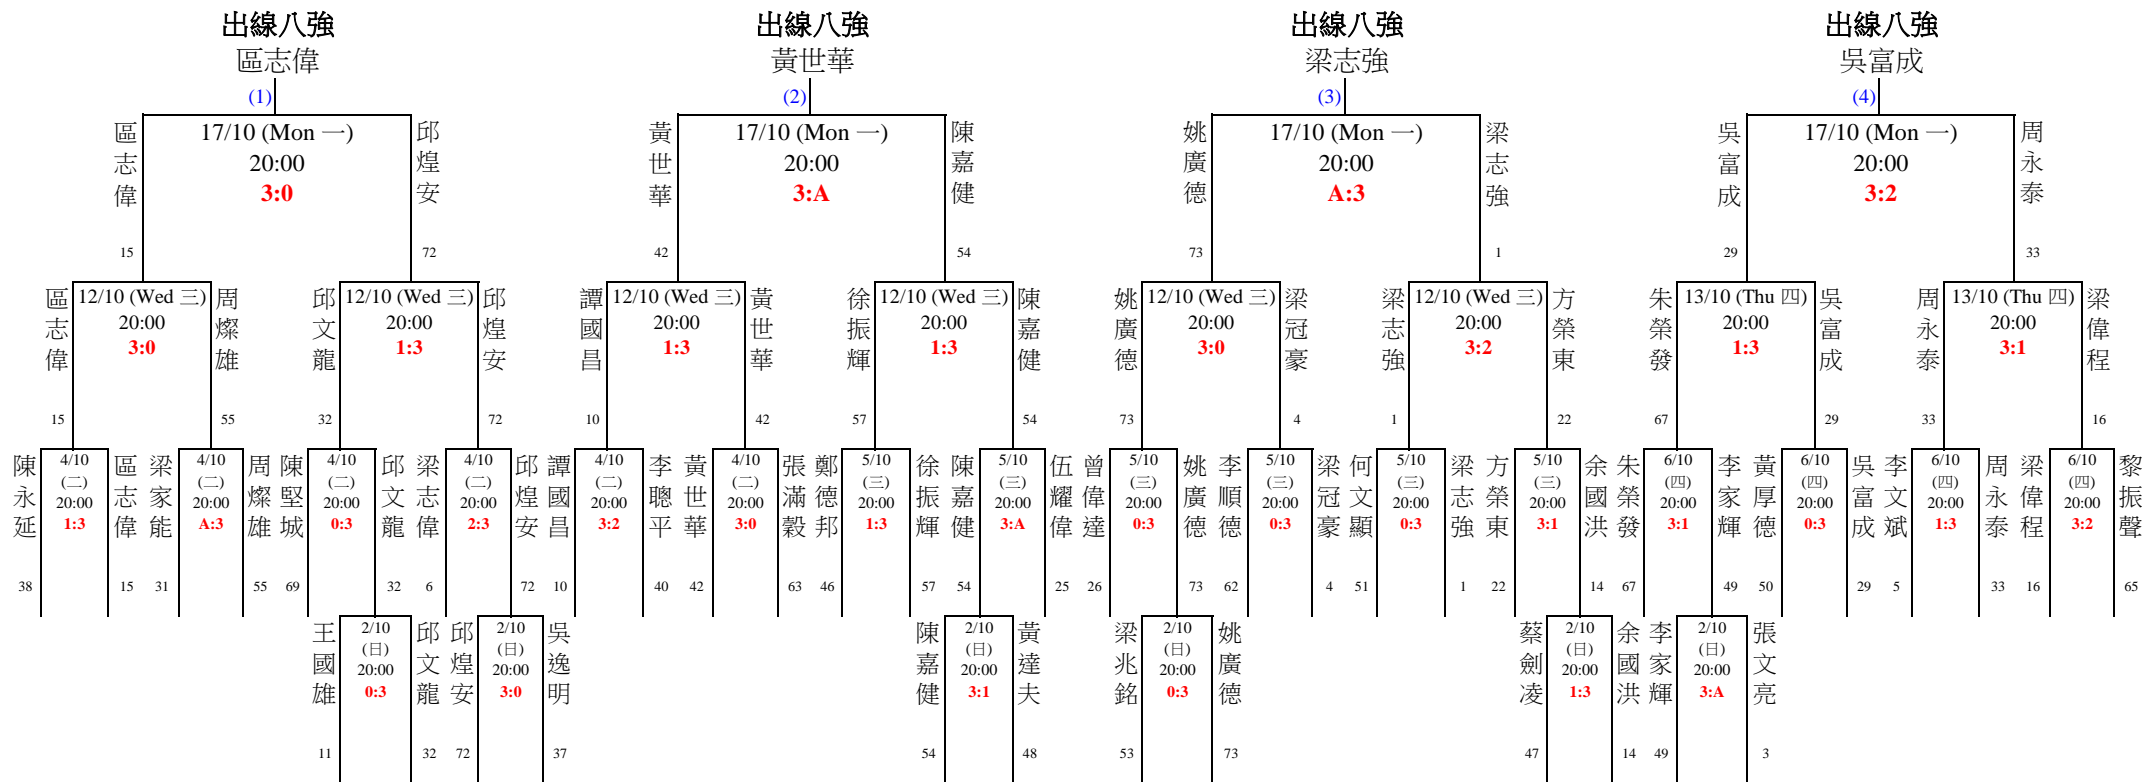 出線八強 出線八強 出線八強 出線八強
區志偉 黃世華 梁志強 吳富成
(1) (2) (3) (4)
區志偉 17/10 (Mon 一) 20:00 3:0 邱煌安
黃世華 17/10 (Mon 一) 20:00 3:A 陳嘉健
姚廣德 17/10 (Mon 一) 20:00 A:3 梁志強
吳富成 17/10 (Mon 一) 20:00 3:2 周永泰
15 72 42 54 73 1 29 33
區志偉 12/10 (Wed 三) 20:00 3:0 周燦雄
邱文龍 12/10 (Wed 三) 20:00 1:3 邱煌安
譚國昌 12/10 (Wed 三) 20:00 1:3 黃世華
徐振輝 12/10 (Wed 三) 20:00 1:3 陳嘉健
姚廣德 12/10 (Wed 三) 20:00 3:0 梁冠豪
梁志強 12/10 (Wed 三) 20:00 3:2 方榮東
朱榮發 13/10 (Thu 四) 20:00 1:3 吳富成
周永泰 13/10 (Thu 四) 20:00 3:1 梁偉程
15 55 32 72 10 42 57 54 73 4 1 22 67 29 33 16
陳永延 4/10 (二) 20:00 1:3 區志偉
梁家能 4/10 (二) 20:00 A:3 周燦雄
陳堅城 4/10 (二) 20:00 0:3 邱文龍
梁志偉 4/10 (二) 20:00 2:3 邱煌安
譚國昌 4/10 (二) 20:00 3:2 李聰平
黃世華 4/10 (二) 20:00 3:0 張滿穀
鄭德邦 5/10 (三) 20:00 1:3 徐振輝
陳嘉健 5/10 (三) 20:00 3:A 伍耀偉
曾偉達 5/10 (三) 20:00 0:3 姚廣德
李順德 5/10 (三) 20:00 0:3 梁冠豪
何文顯 5/10 (三) 20:00 0:3 梁志強
方榮東 5/10 (三) 20:00 3:1 余國洪
朱榮發 6/10 (四) 20:00 3:1 李家輝
黃厚德 6/10 (四) 20:00 0:3 吳富成
李文斌 6/10 (四) 20:00 1:3 周永泰
梁偉程 6/10 (四) 20:00 3:2 黎振聲
38 15 31 55 69 32 6 72 10 40 42 63 46 57 54 25 26 73 62 4 51 1 22 14 67 49 50 29 5 33 16 65
王國雄 2/10 (日) 20:00 0:3 邱文龍
邱煌安 2/10 (日) 20:00 3:0 吳逸明
陳嘉健 2/10 (日) 20:00 3:1 黃達夫
梁兆銘 2/10 (日) 20:00 0:3 姚廣德
蔡劍凌 2/10 (日) 20:00 1:3 余國洪
李家輝 2/10 (日) 20:00 3:A 張文亮
11 32 72 37 54 48 53 73 47 14 49 3